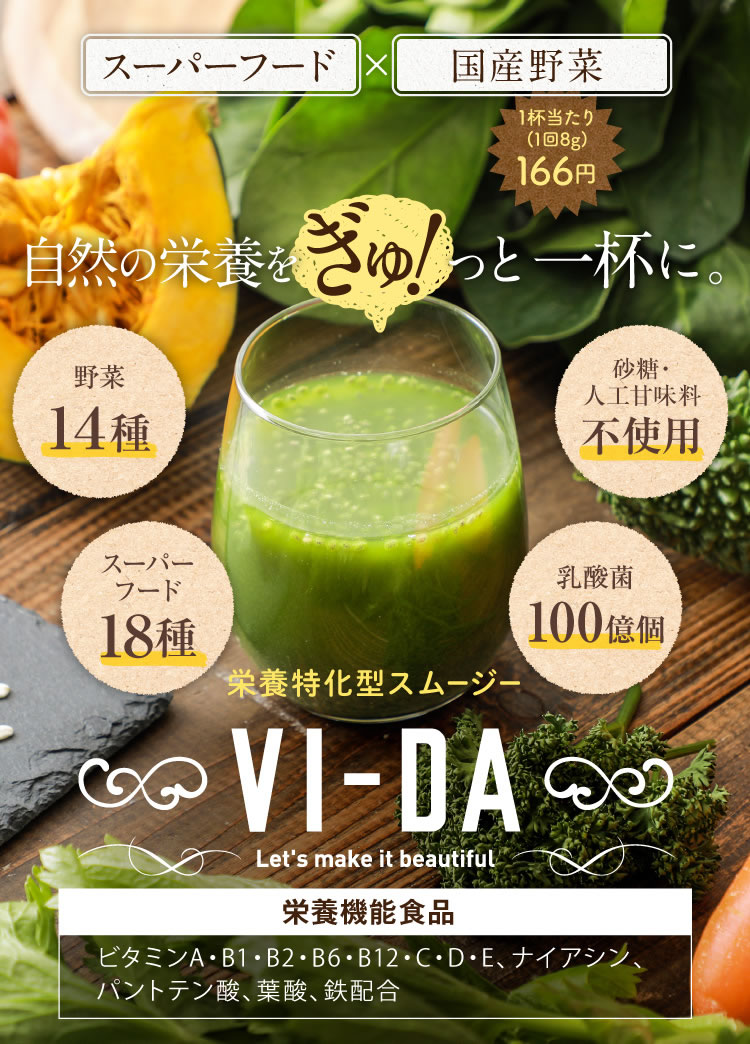 スーパーフード × 国産野菜
1杯当たり
(1回8g)
166円
自然の栄養をぎゅ!っと一杯に。
野菜
14種
砂糖・
人工甘味料
不使用
スーパー
フード
18種
乳酸菌
100億個
栄養特化型スムージー
VI-DA
Let's make it beautiful
栄養機能食品
ビタミンA・B1・B2・B6・B12・C・D・E、ナイアシン、
パントテン酸、葉酸、鉄配合